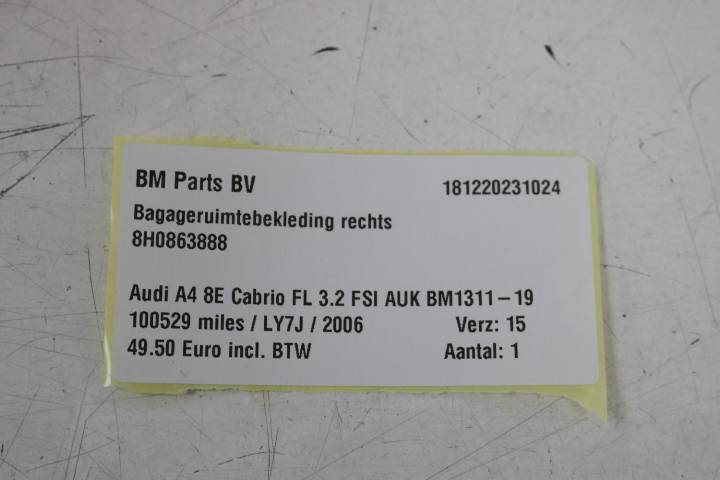 BM Parts BV 181220231024
Bagageruimtebekleding rechts
8H0863888
Audi A4 8E Cabrio FL 3.2 FSI AUK BM1311-19
100529 miles / LY7J / 2006 Verz: 15
49.50 Euro incl. BTW Aantal: 1